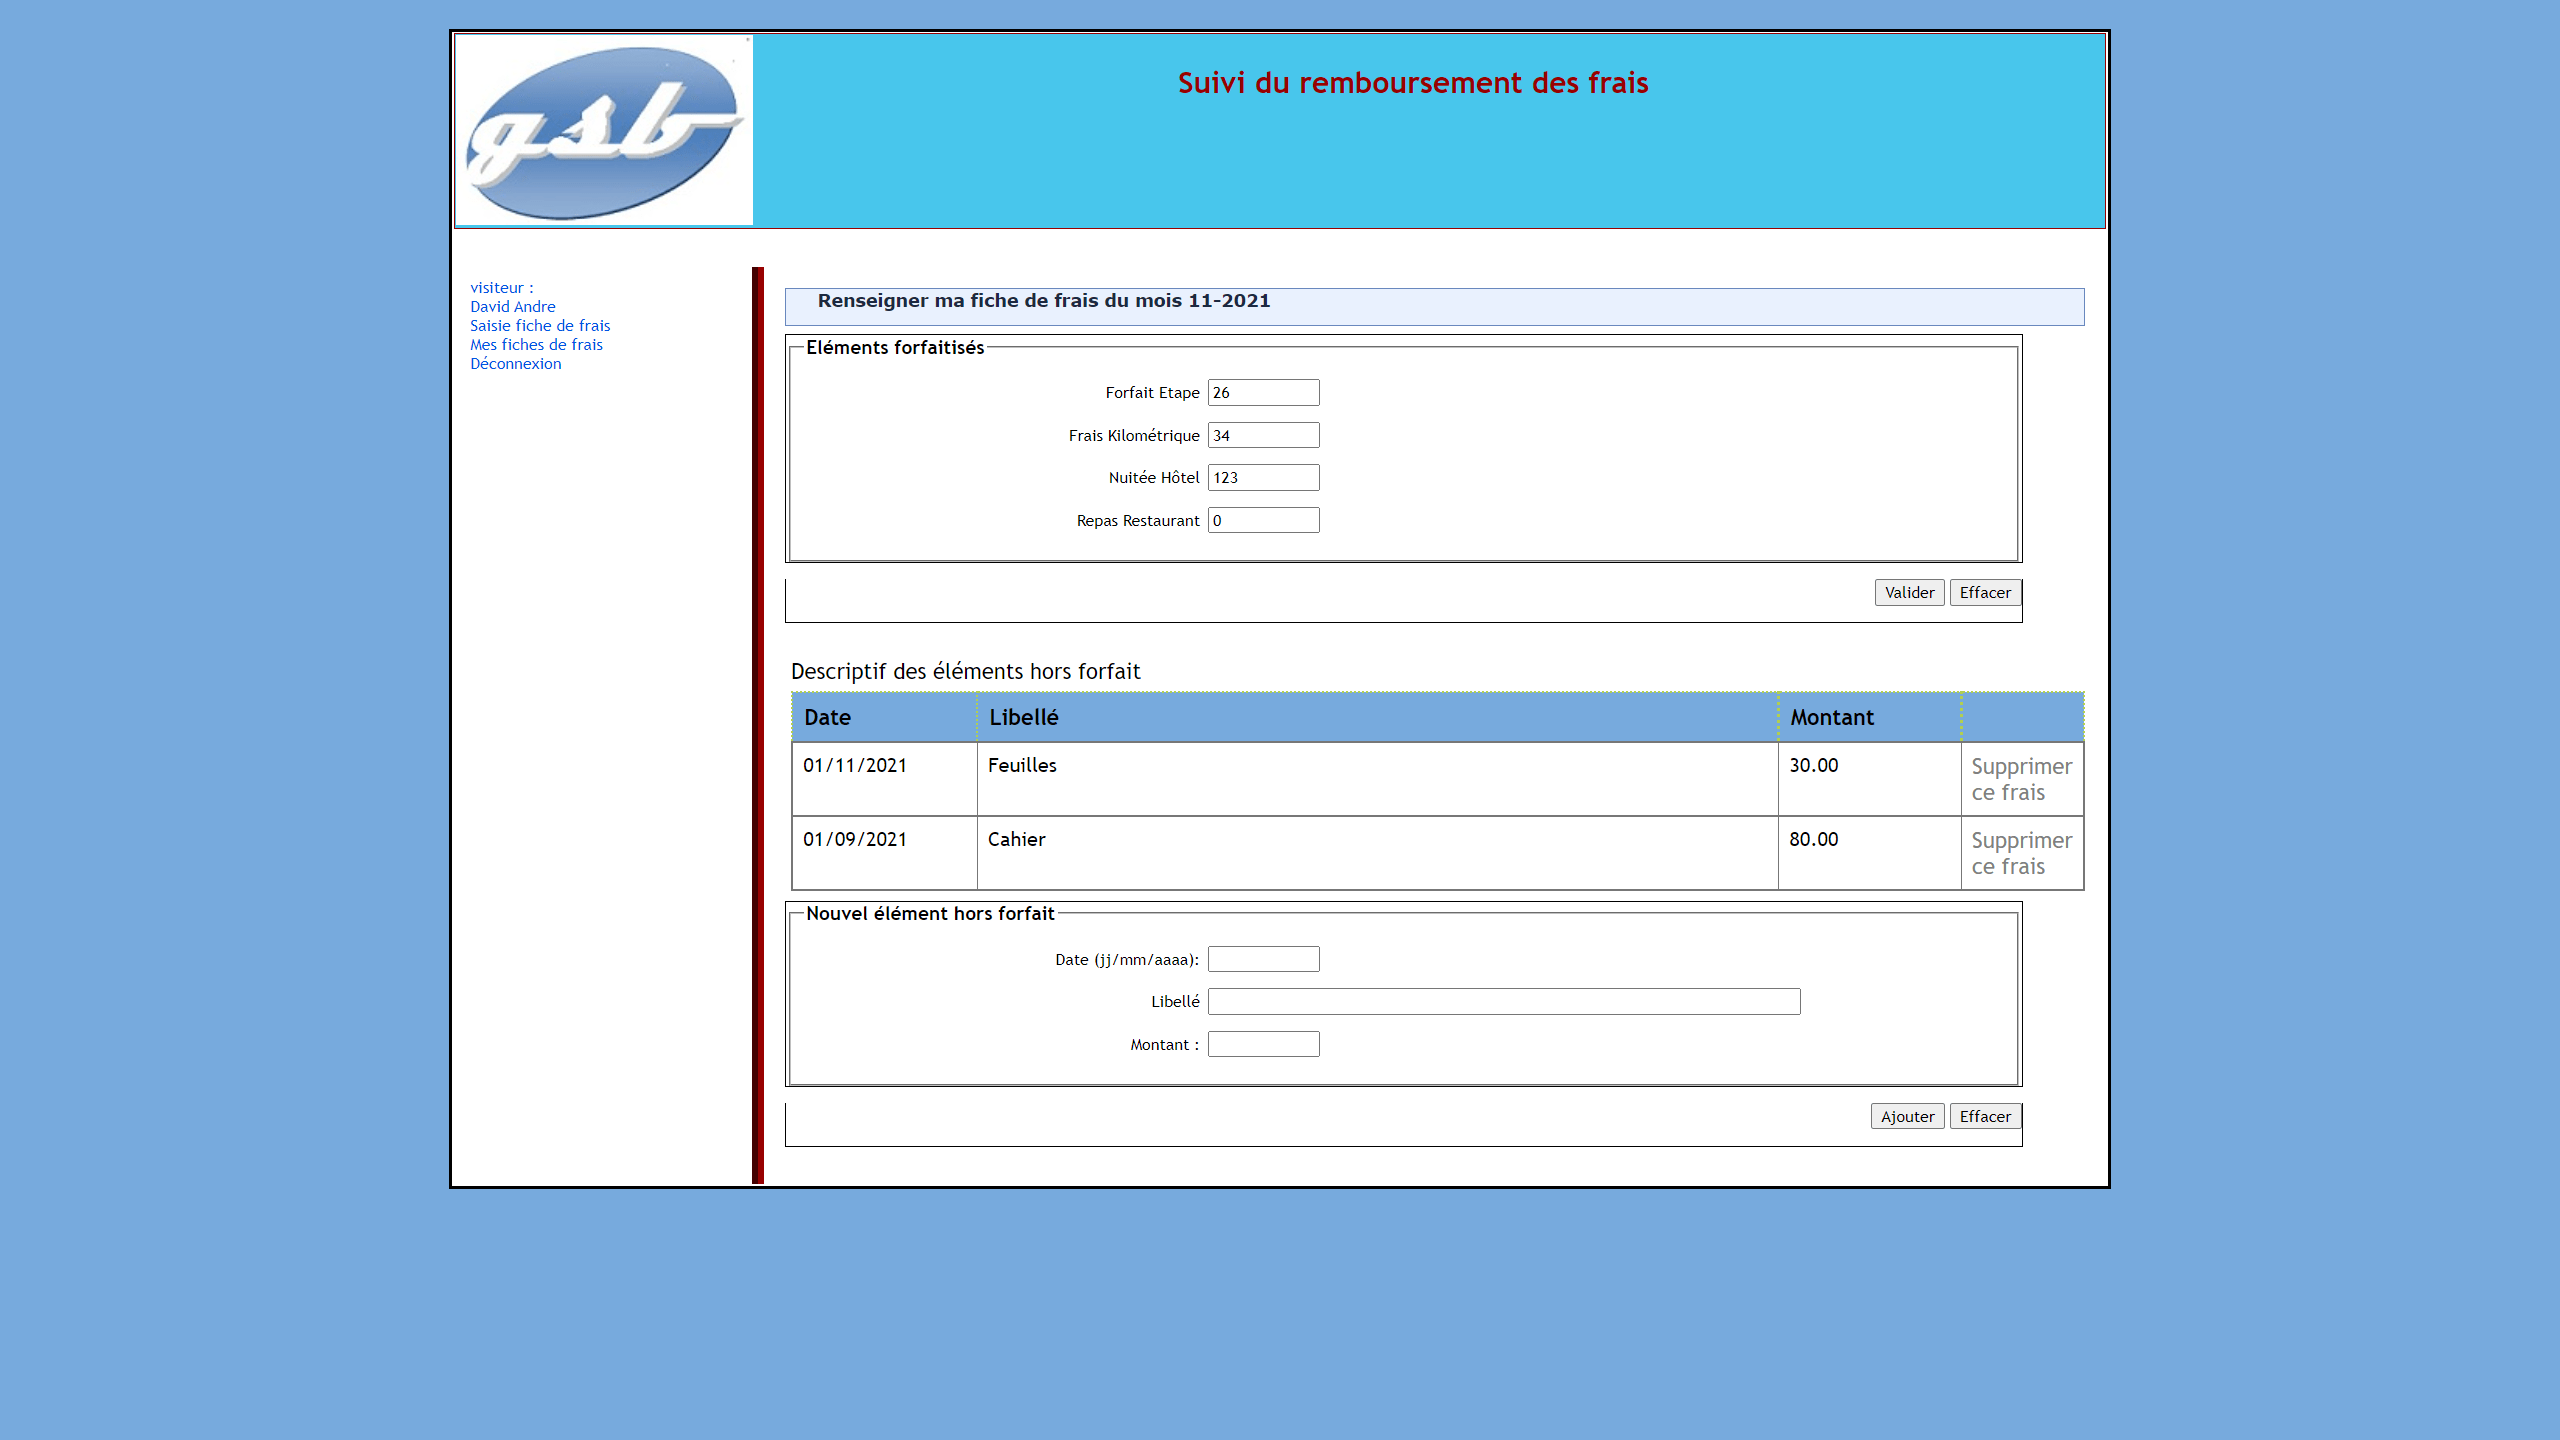 gsb
Suivi du remboursement des frais
visiteur :
David Andre
Saisie fiche de frais
Mes fiches de frais
Déconnexion
Renseigner ma fiche de frais du mois 11-2021
Eléments forfaitisés
Forfait Etape 26
Frais Kilométrique 34
Nuitée Hôtel 123
Repas Restaurant 0
Valider Effacer
Descriptif des éléments hors forfait
Date Libellé Montant
01/11/2021 Feuilles 30.00 Supprimer
ce frais
01/09/2021 Cahier 80.00 Supprimer
ce frais
Nouvel élément hors forfait
Date (jj/mm/aaaa):
Libellé
Montant :
Ajouter Effacer